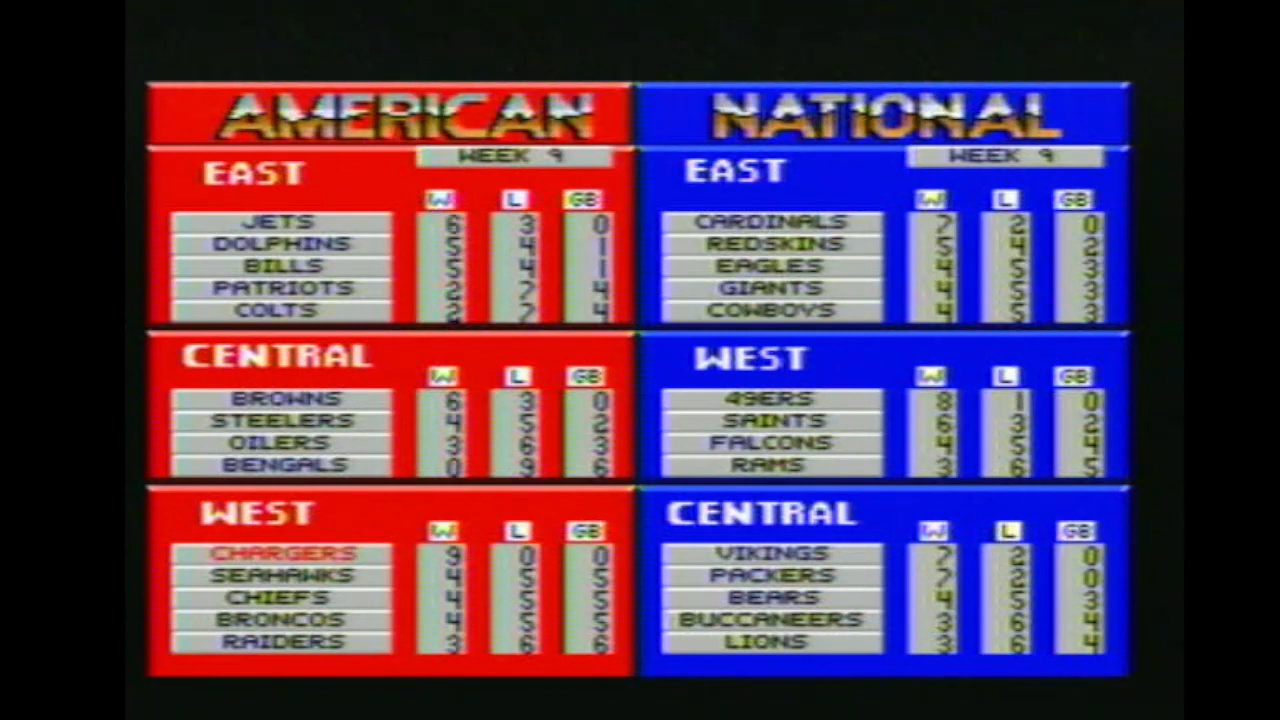 AMERICAN
WEEK 9
EAST
W L GB
JETS 6 3 0
DOLPHINS 5 4 1
BILLS 5 4 1
PATRIOTS 2 7 4
COLTS 2 7 4
CENTRAL
W L GB
BROWNS 6 3 0
STEELERS 4 5 2
OILERS 3 6 3
BENGALS 0 9 6
WEST
W L GB
CHARGERS 9 0 0
SEAHAWKS 4 5 5
CHIEFS 4 5 5
BRONCOS 4 5 5
RAIDERS 3 6 6
NATIONAL
WEEK 9
EAST
W L GB
CARDINALS 7 2 0
REDSKINS 5 4 2
EAGLES 4 5 3
GIANTS 4 5 3
COWBOYS 4 5 3
WEST
W L GB
49ERS 8 1 0
SAINTS 6 3 2
FALCONS 4 5 4
RAMS 3 6 5
CENTRAL
W L GB
VIKINGS 7 2 0
PACKERS 7 2 0
BEARS 4 5 3
BUCCANEERS 3 6 4
LIONS 3 6 4